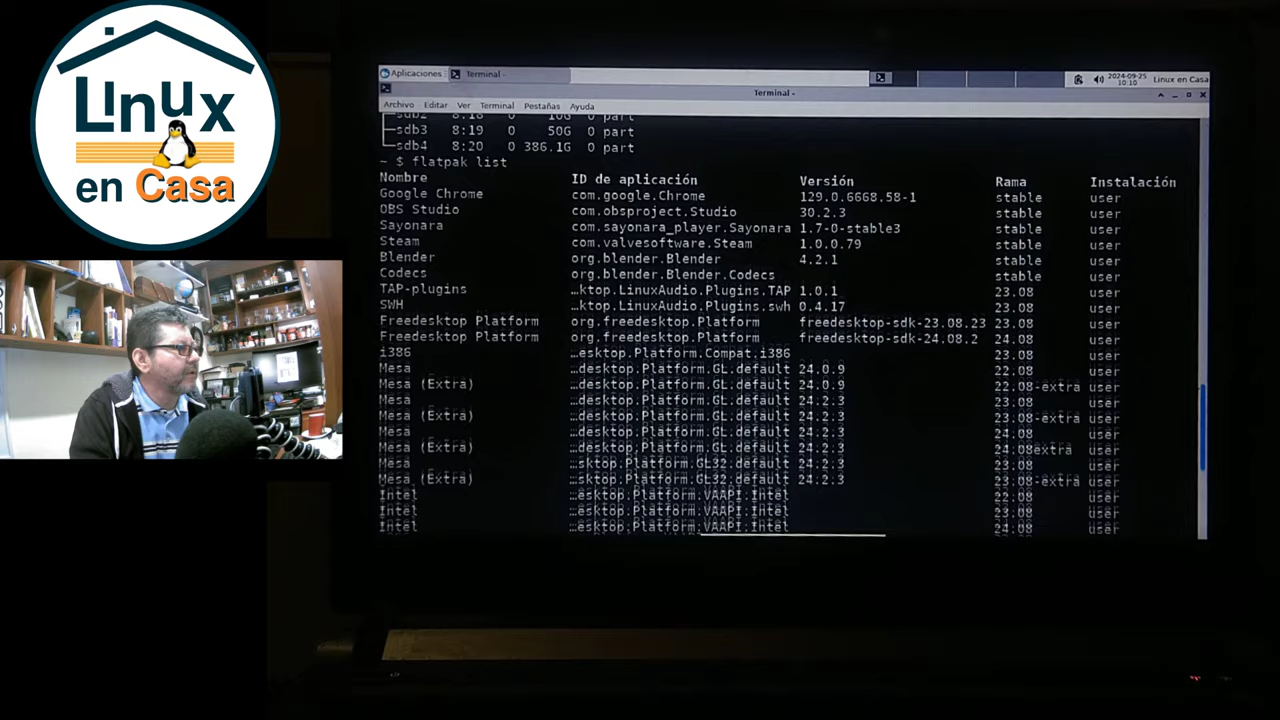 Linux
en Casa
Aplicaciones
Terminal -
2024-09-25
10:10
Linux en Casa
Terminal -
Archivo Editar Ver Terminal Pestañas Ayuda
sdb2 8:18 0 10G 0 part
├─sdb3 8:19 0 50G 0 part
└─sdb4 8:20 0 386.1G 0 part
~ $ flatpak list
Nombre ID de aplicación Versión Rama Instalación
Google Chrome com.google.Chrome 129.0.6668.58-1 stable user
OBS Studio com.obsproject.Studio 30.2.3 stable user
Sayonara com.sayonara_player.Sayonara 1.7-0-stable3 stable user
Steam com.valvesoftware.Steam 1.0.0.79 stable user
Blender org.blender.Blender 4.2.1 stable user
Codecs org.blender.Blender.Codecs stable user
TAP-plugins …ktop.LinuxAudio.Plugins.TAP 1.0.1 23.08 user
SWH …ktop.LinuxAudio.Plugins.swh 0.4.17 23.08 user
Freedesktop Platform org.freedesktop.Platform freedesktop-sdk-23.08.23 23.08 user
Freedesktop Platform org.freedesktop.Platform freedesktop-sdk-24.08.2 24.08 user
i386 …esktop.Platform.Compat.i386 23.08 user
Mesa …desktop.Platform.GL.default 24.0.9 22.08 user
Mesa (Extra) …desktop.Platform.GL.default 24.0.9 22.08-extra user
Mesa …desktop.Platform.GL.default 24.2.3 23.08 user
Mesa (Extra) …desktop.Platform.GL.default 24.2.3 23.08-extra user
Mesa …desktop.Platform.GL.default 24.2.3 24.08 user
Mesa (Extra) …desktop.Platform.GL.default 24.2.3 24.08extra user
Mesa …sktop.Platform.GL32.default 24.2.3 23.08 user
Mesa (Extra) …sktop.Platform.GL32.default 24.2.3 23.08-extra user
Intel …esktop.Platform.VAAPI.Intel 22.08 user
Intel …esktop.Platform.VAAPI.Intel 23.08 user
Intel …esktop.Platform.VAAPI.Intel 24.08 user